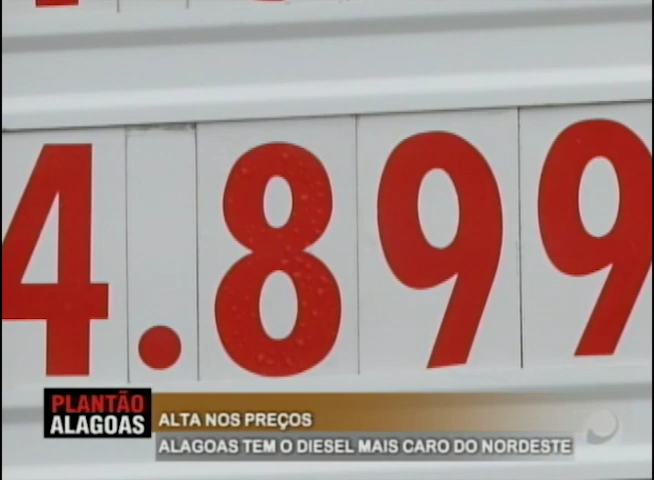 4.899
PLANTÃO
ALAGOAS
ALTA NOS PREÇOS
ALAGOAS TEM O DIESEL MAIS CARO DO NORDESTE